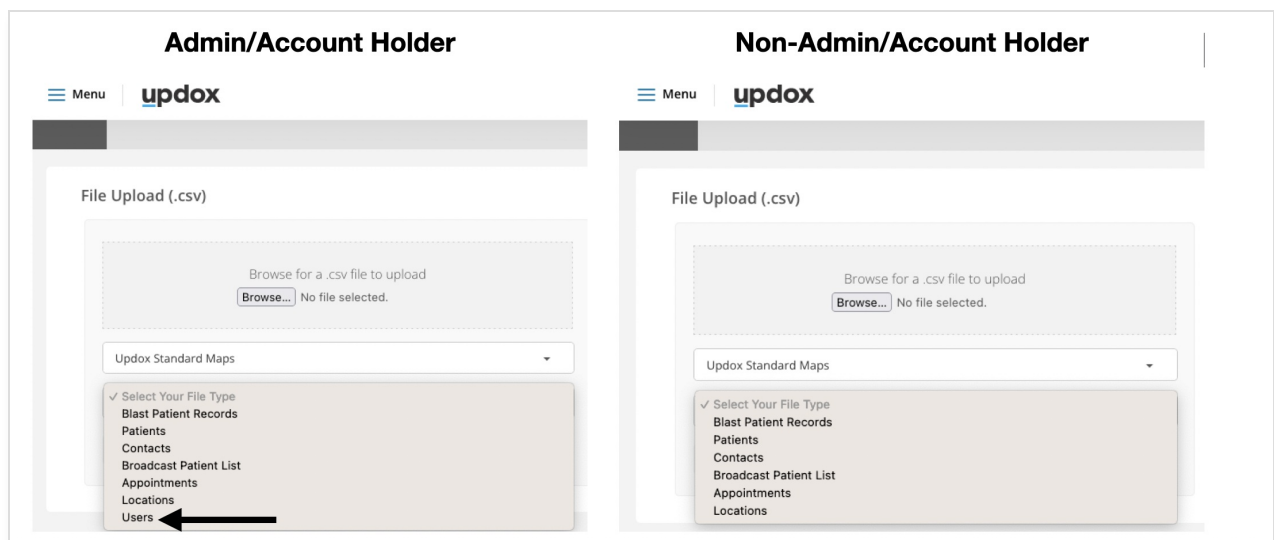 Admin/Account Holder
Menu
updox
File Upload (.csv)
Browse for a .csv file to upload
Browse... No file selected.
Updox Standard Maps
✓ Select Your File Type
Blast Patient Records
Patients
Contacts
Broadcast Patient List
Appointments
Locations
Users
Non-Admin/Account Holder
Menu
updox
File Upload (.csv)
Browse for a .csv file to upload
Browse... No file selected.
Updox Standard Maps
✓ Select Your File Type
Blast Patient Records
Patients
Contacts
Broadcast Patient List
Appointments
Locations